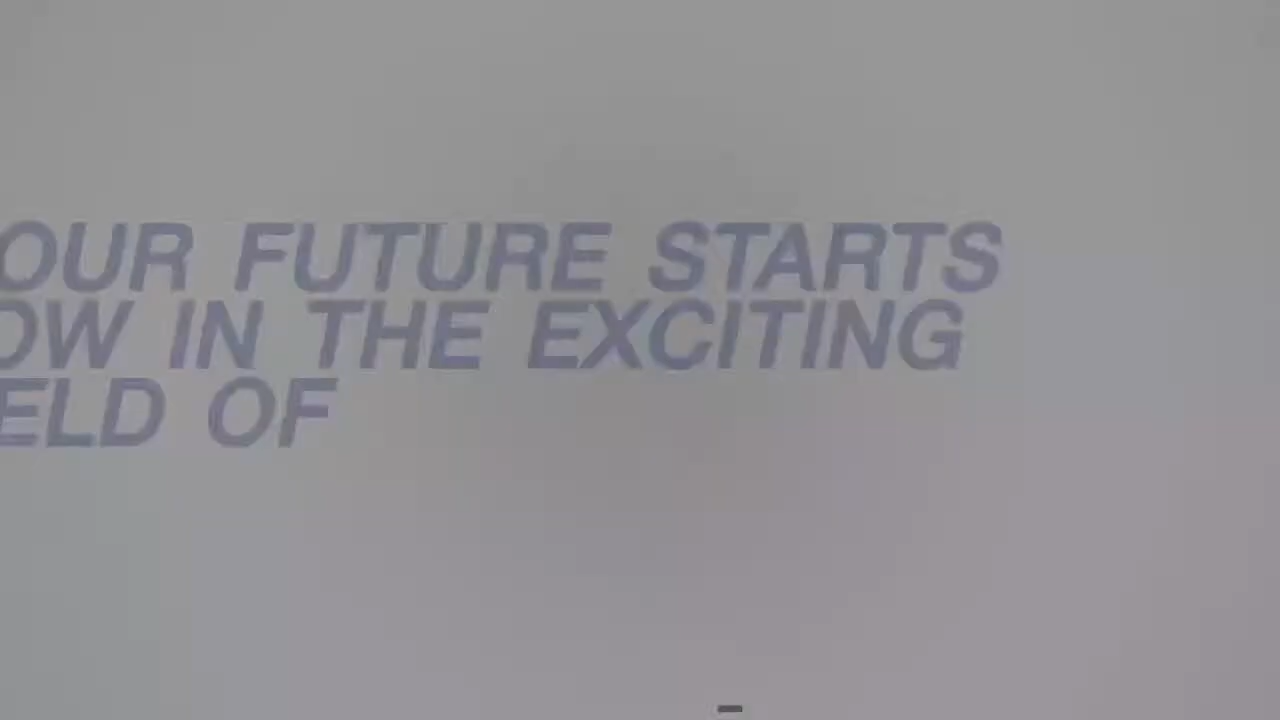 OUR FUTURE STARTS
OW IN THE EXCITING
ELD OF